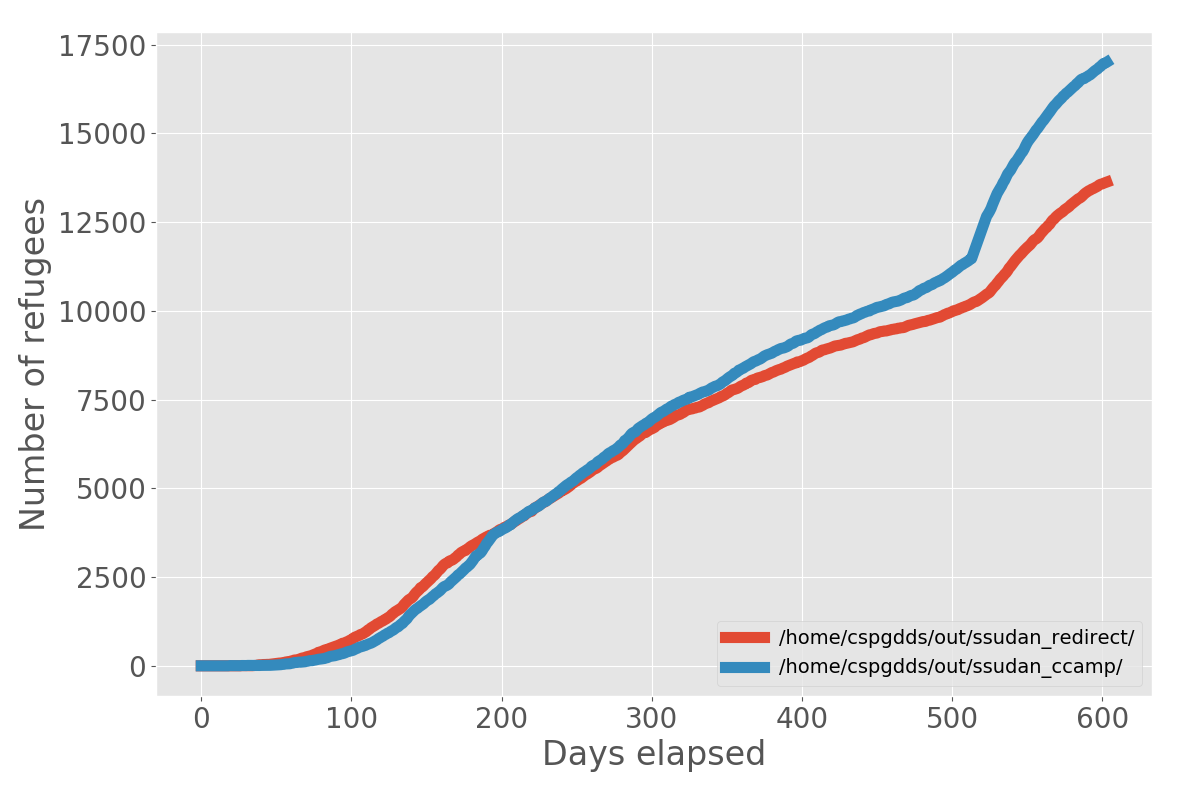 17500
15000
12500
10000
7500
5000
2500
0
Number of refugees
0 100 200 300 400 500 600
Days elapsed
/home/cspgdds/out/ssudan_redirect/
/home/cspgdds/out/ssudan_ccamp/